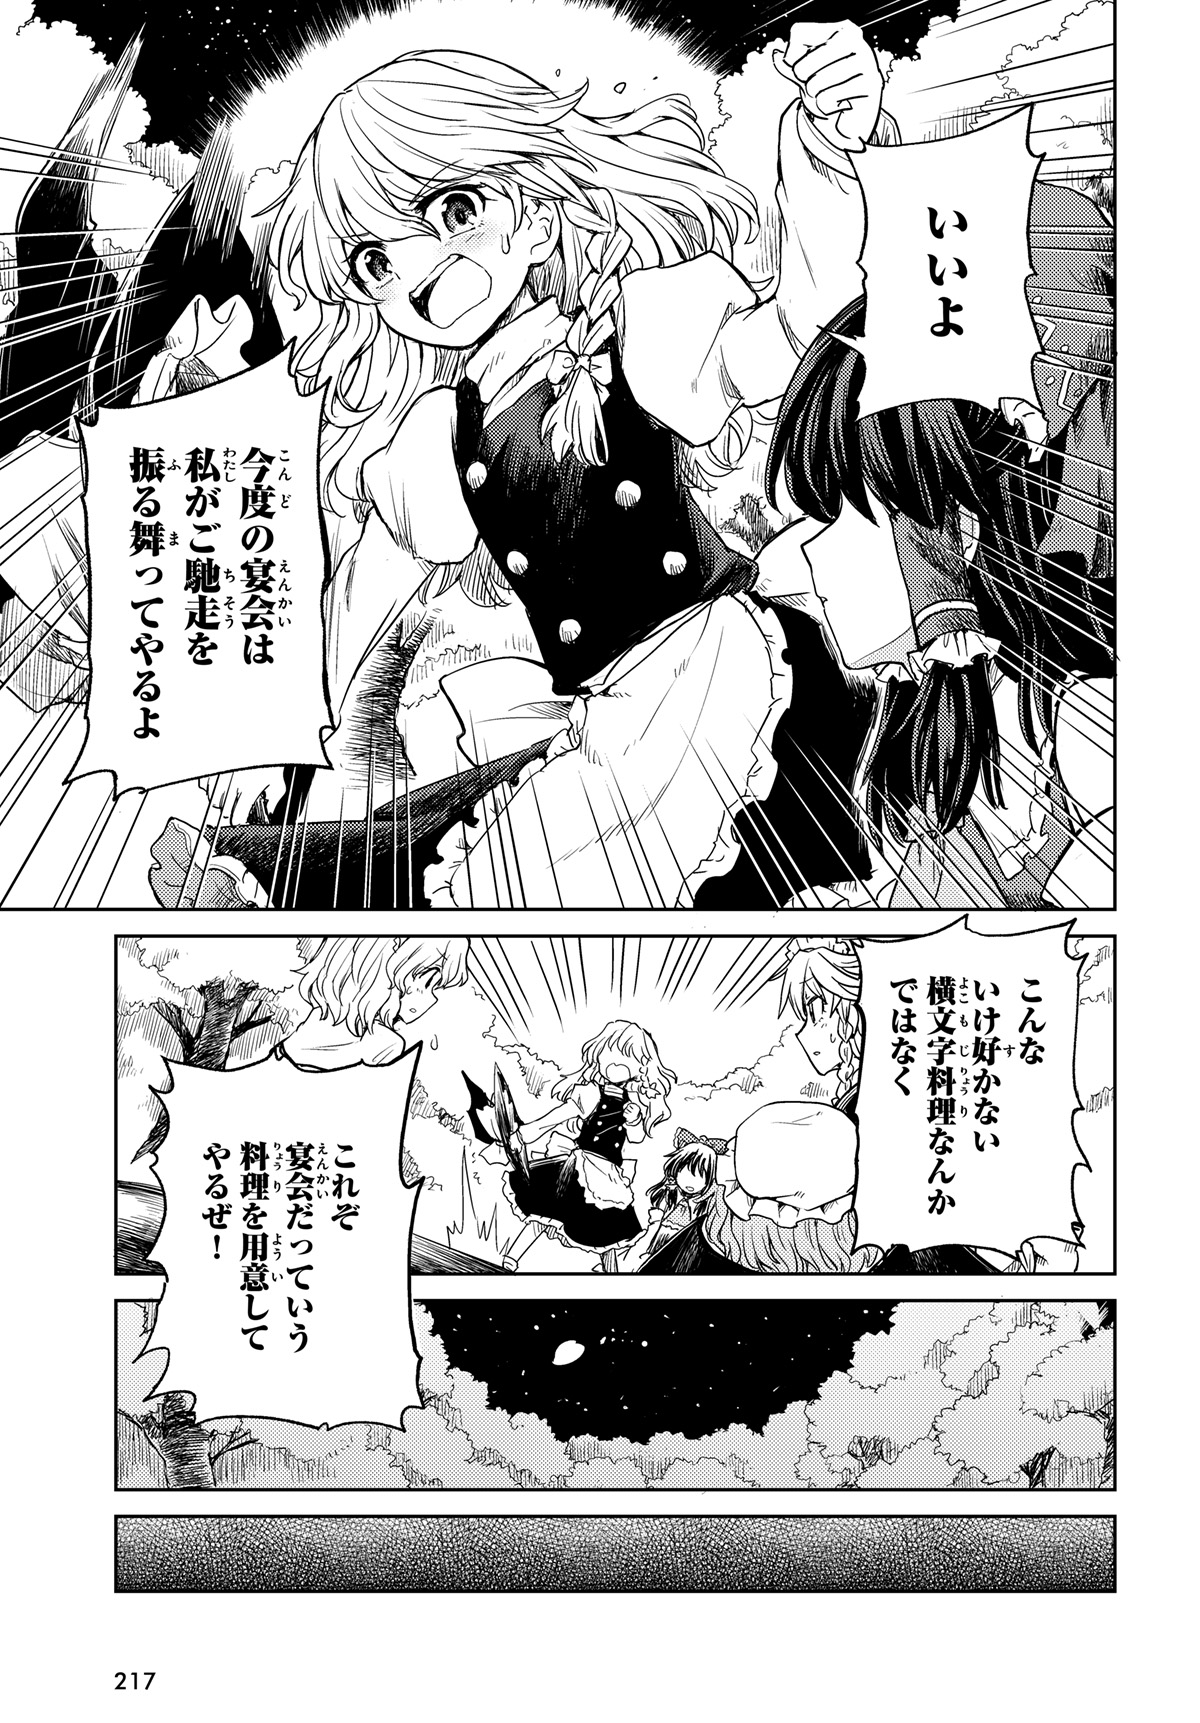 いいよ
今度の宴会は
私がご馳走を
振る舞ってやるよ
こんな
いけ好かない
横文字料理なんか
ではなく
これぞ
宴会だっていう
料理を用意して
やるぜ！
217